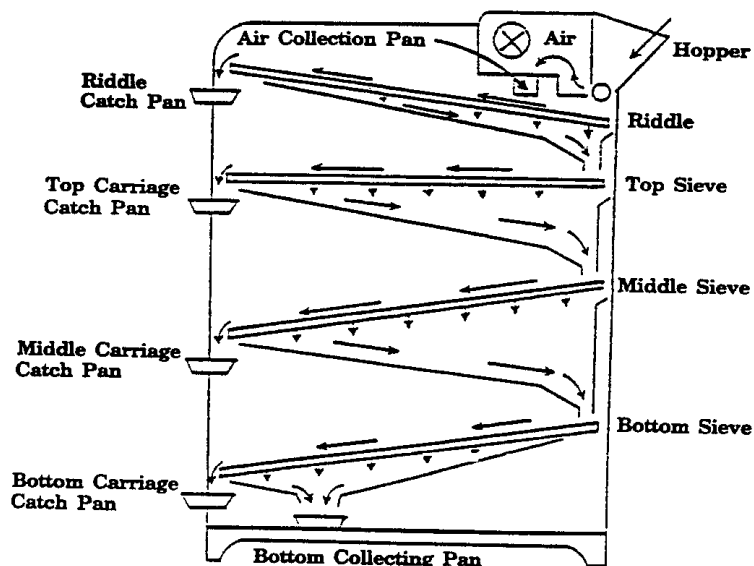 Air Collection Pan
Air
Hopper
Riddle
Catch Pan
Riddle
Top Carriage
Catch Pan
Top Sieve
Middle Sieve
Middle Carriage
Catch Pan
Bottom Sieve
Bottom Carriage
Catch Pan
Bottom Collecting Pan